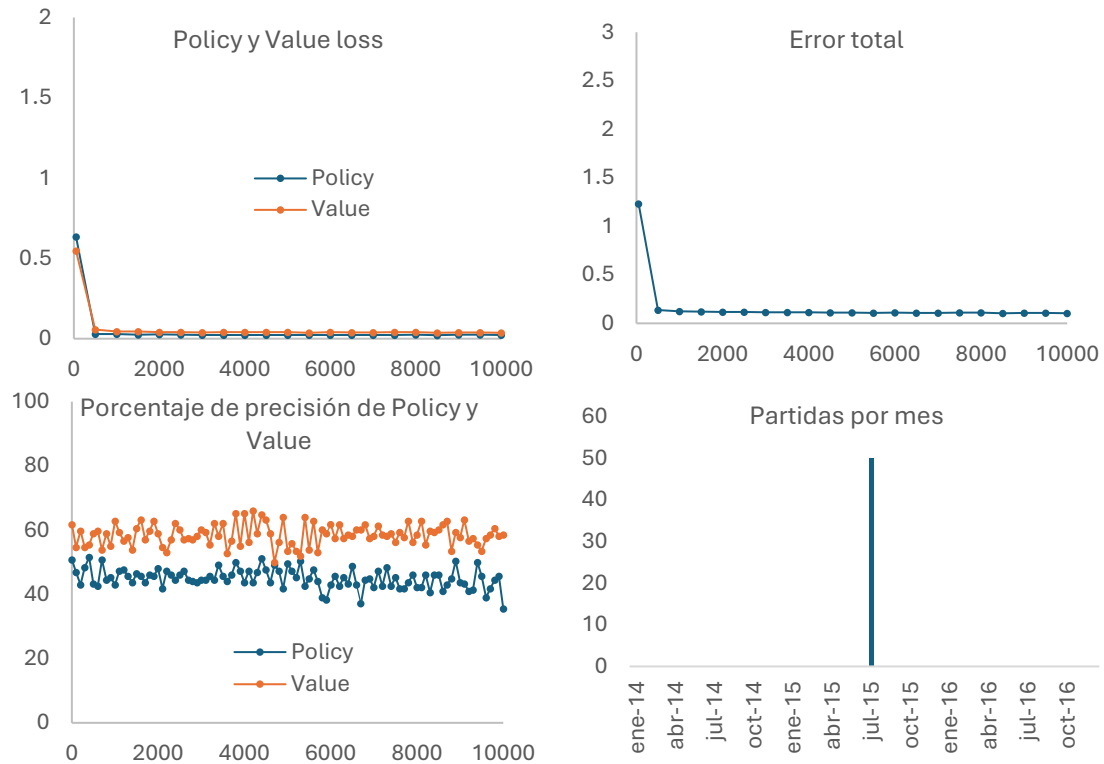 Policy y Value loss
2
1.5
1
0.5
0
Policy
Value
0 2000 4000 6000 8000 10000
Error total
3
2.5
2
1.5
1
0.5
0
0 2000 4000 6000 8000 10000
Porcentaje de precisión de Policy y
Value
100
80
60
40
20
0
Policy
Value
0 2000 4000 6000 8000 10000
Partidas por mes
60
50
40
30
20
10
0
ene-14
abr-14
jul-14
oct-14
ene-15
abr-15
jul-15
oct-15
ene-16
abr-16
jul-16
oct-16